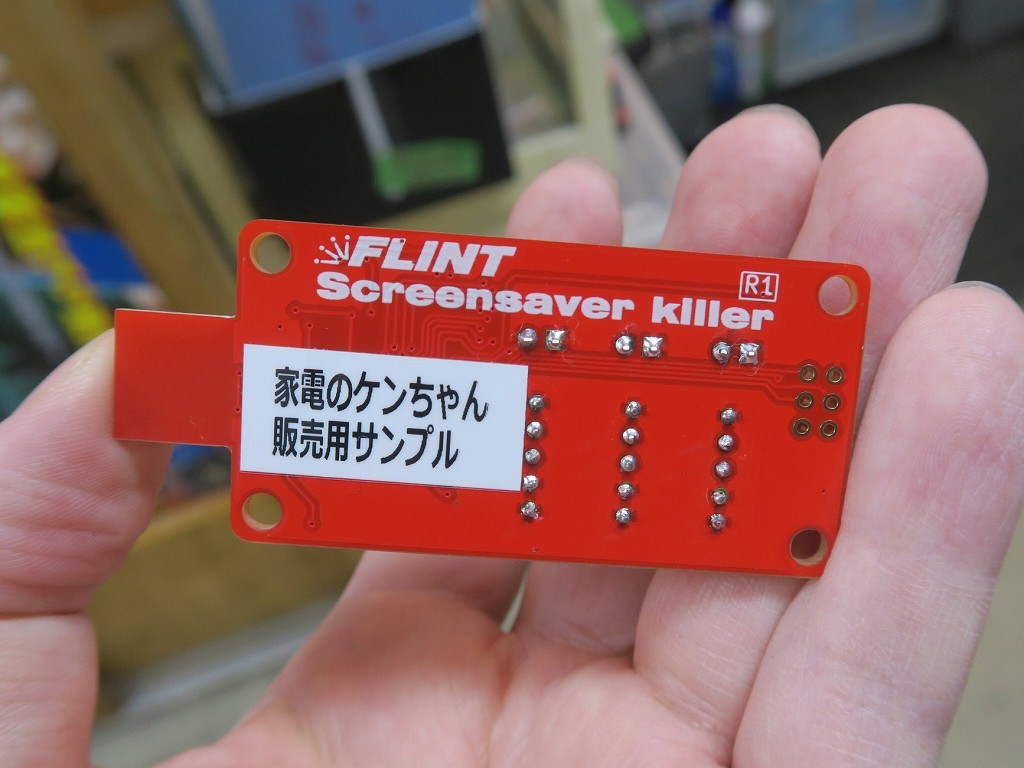 FLINT
Screensaver killer
R1
家電のケンちゃん
販売用サンプル